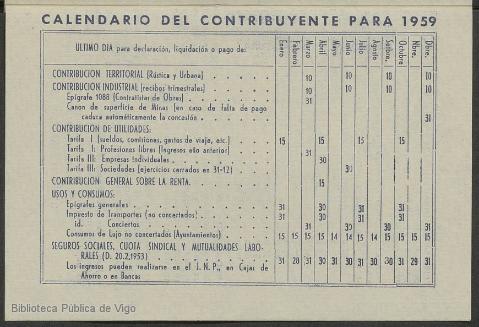 CALENDARIO DEL CONTRIBUYENTE PARA 1959
ULTIMO DIA para declaración, liquidación o pago de: Enero Febrero Marzo Abril Mayo Junio Julio Agosto Setbre. Octubre Nbre. Dbre.
CONTRIBUCION TERRITORIAL (Rústica y Urbana) . . . . 10 10 10 10
CONTRIBUCION INDUSTRIAL (recibos trimestrales) . . . . 10 10 10 10
Epígrafe 1088 (Contratistas de Obras) . . . . 31
Canon de superficie de Minas (en caso de falta de pago
caduca automáticamente la concesión) . . . . 31
CONTRIBUCION DE UTILIDADES:
Tarifa I (sueldos, comisiones, gastos de viaje, etc.) . . 15 15 15 15
Tarifa I: Profesiones libres (Ingresos año anterior) . . 31
Tarifa III: Empresas individuales . . . . 30
Tarifa III: Sociedades (ejercicios cerrados en 31-12) . . 30
CONTRIBUCION GENERAL SOBRE LA RENTA. . . . 15
USOS Y CONSUMOS:
Epígrafes generales . . . . 31 30 31 31
Impuesto de Transportes (no concertados) . . . 31 30 31 31
id. Conciertos . . . . 31 30 30 31
Consumos de Lujo no concertados (Ayuntamientos) . . 15 15 15 15 15 15 15 14 15 15 15 15
SEGUROS SOCIALES, CUOTA SINDICAL Y MUTUALIDADES LABO-
RALES (D. 20.2.1953) . . . . 31 28 31 30 30 30 31 31 30 31 29 31
Los ingresos pueden realizarse en el I. N. P., en Cajas de
Ahorro o en Bancos
Biblioteca Pública de Vigo